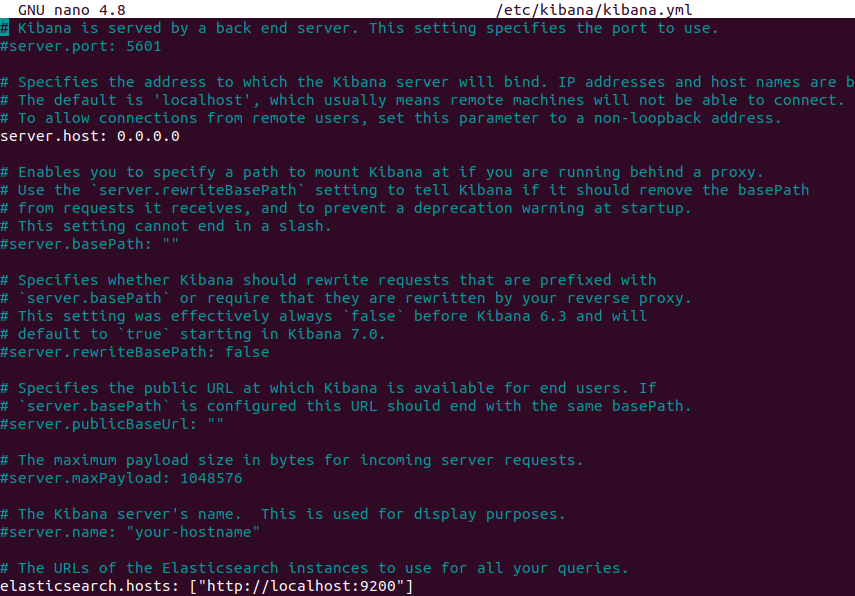 GNU nano 4.8 /etc/kibana/kibana.yml
# Kibana is served by a back end server. This setting specifies the port to use.
#server.port: 5601
# Specifies the address to which the Kibana server will bind. IP addresses and host names are b
# The default is 'localhost', which usually means remote machines will not be able to connect.
# To allow connections from remote users, set this parameter to a non-loopback address.
server.host: 0.0.0.0
# Enables you to specify a path to mount Kibana at if you are running behind a proxy.
# Use the `server.rewriteBasePath` setting to tell Kibana if it should remove the basePath
# from requests it receives, and to prevent a deprecation warning at startup.
# This setting cannot end in a slash.
#server.basePath: ""
# Specifies whether Kibana should rewrite requests that are prefixed with
# `server.basePath` or require that they are rewritten by your reverse proxy.
# This setting was effectively always `false` before Kibana 6.3 and will
# default to `true` starting in Kibana 7.0.
#server.rewriteBasePath: false
# Specifies the public URL at which Kibana is available for end users. If
# `server.basePath` is configured this URL should end with the same basePath.
#server.publicBaseUrl: ""
# The maximum payload size in bytes for incoming server requests.
#server.maxPayload: 1048576
# The Kibana server's name.  This is used for display purposes.
#server.name: "your-hostname"
# The URLs of the Elasticsearch instances to use for all your queries.
elasticsearch.hosts: ["http://localhost:9200"]